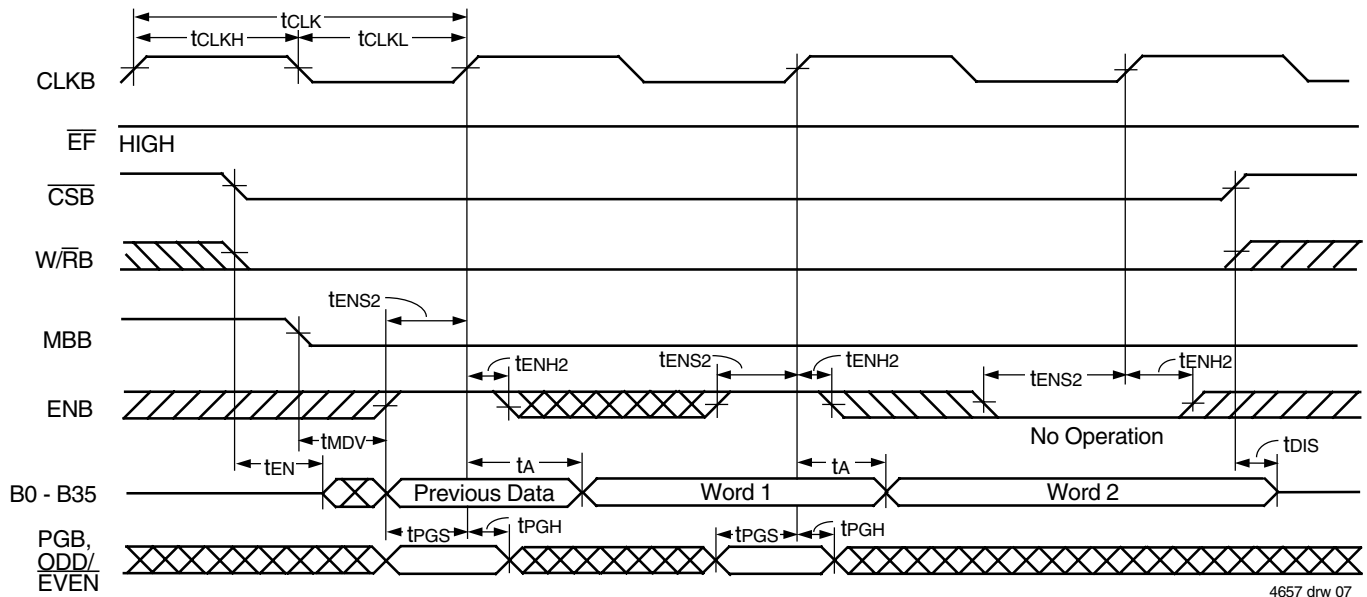 tCLK
tCLKH tCLKL
CLKB
EF HIGH
CSB
W/RB
tENS2
MBB
tENH2 tENS2 tENH2 tENS2 tENH2
ENB
No Operation
tMDV
tEN tA tA tDIS
B0 - B35 Previous Data Word 1 Word 2
tPGS tPGH tPGS tPGH
PGB,
ODD/
EVEN
4657 drw 07